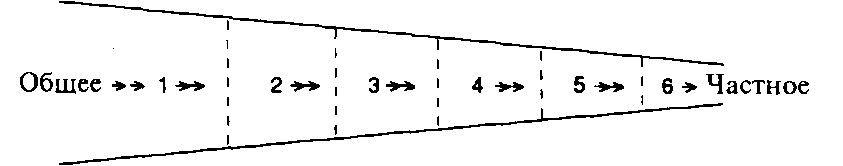 Общее →→ 1 →→ 2 →→ 3 →→ 4 →→ 5 →→ 6 → Частное